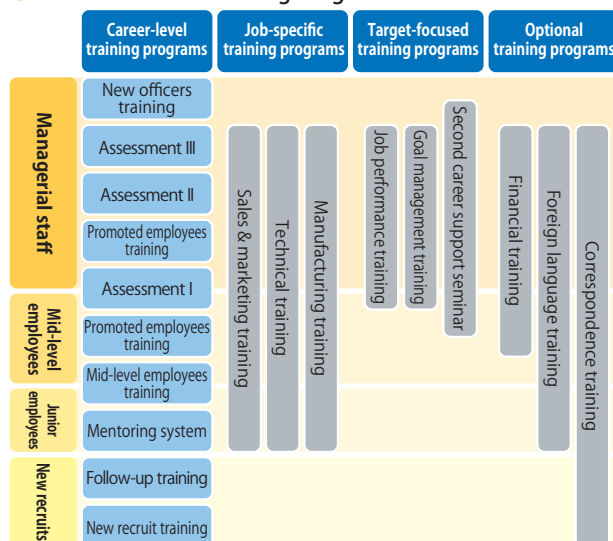 Career-level
training programs
Job-specific
training programs
Target-focused
training programs
Optional
training programs
Managerial staff
Mid-level
employees
Junior
employees
New recruits
New officers
training
Assessment III
Assessment II
Promoted employees
training
Assessment I
Promoted employees
training
Mid-level employees
training
Mentoring system
Follow-up training
New recruit training
Sales & marketing training
Technical training
Manufacturing training
Job performance training
Goal management training
Second career support seminar
Financial training
Foreign language training
Correspondence training